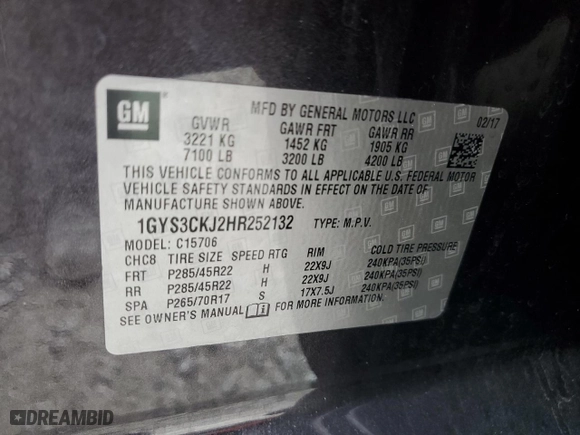 GM
MFD BY GENERAL MOTORS LLC 02/17
GVWR GAWR FRT GAWR RR
3221 KG 1452 KG 1905 KG
7100 LB 3200 LB 4200 LB
THIS VEHICLE CONFORMS TO ALL APPLICABLE U.S. FEDERAL MOTOR
VEHICLE SAFETY STANDARDS IN EFFECT ON THE DATE OF
MANUFACTURE SHOWN ABOVE.
1GYS3CKJ2HR252132 TYPE: M.P.V.
MODEL: C15706
CHC8 TIRE SIZE SPEED RTG RIM COLD TIRE PRESSURE
FRT P285/45R22 H 22X9J 240KPA(35PSI)
RR P285/45R22 H 22X9J 240KPA(35PSI)
SPA P265/70R17 S 17X7.5J 240KPA(35PSI)
SEE OWNER'S MANUAL FOR MORE INFORMATION.
DREAMBID